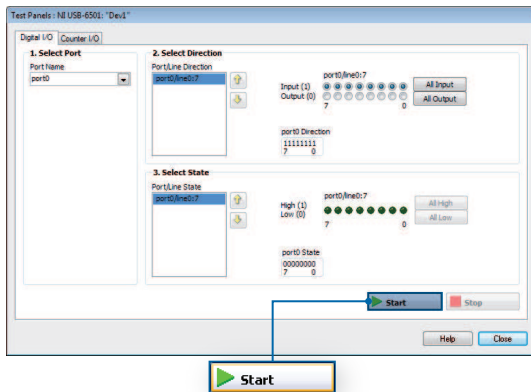 Test Panels : NI USB-6501: "Dev1"
Digital I/O Counter I/O
1. Select Port
Port Name
port0
2. Select Direction
Port/Line Direction
port0/line0:7
port0/line0:7
Input (1)
Output (0)
7 0
All Input
All Output
port0 Direction
11111111
7 0
3. Select State
Port/Line State
port0/line0:7
port0/line0:7
High (1)
Low (0)
7 0
All High
All Low
port0 State
00000000
7 0
Start
Stop
Help
Close
Start